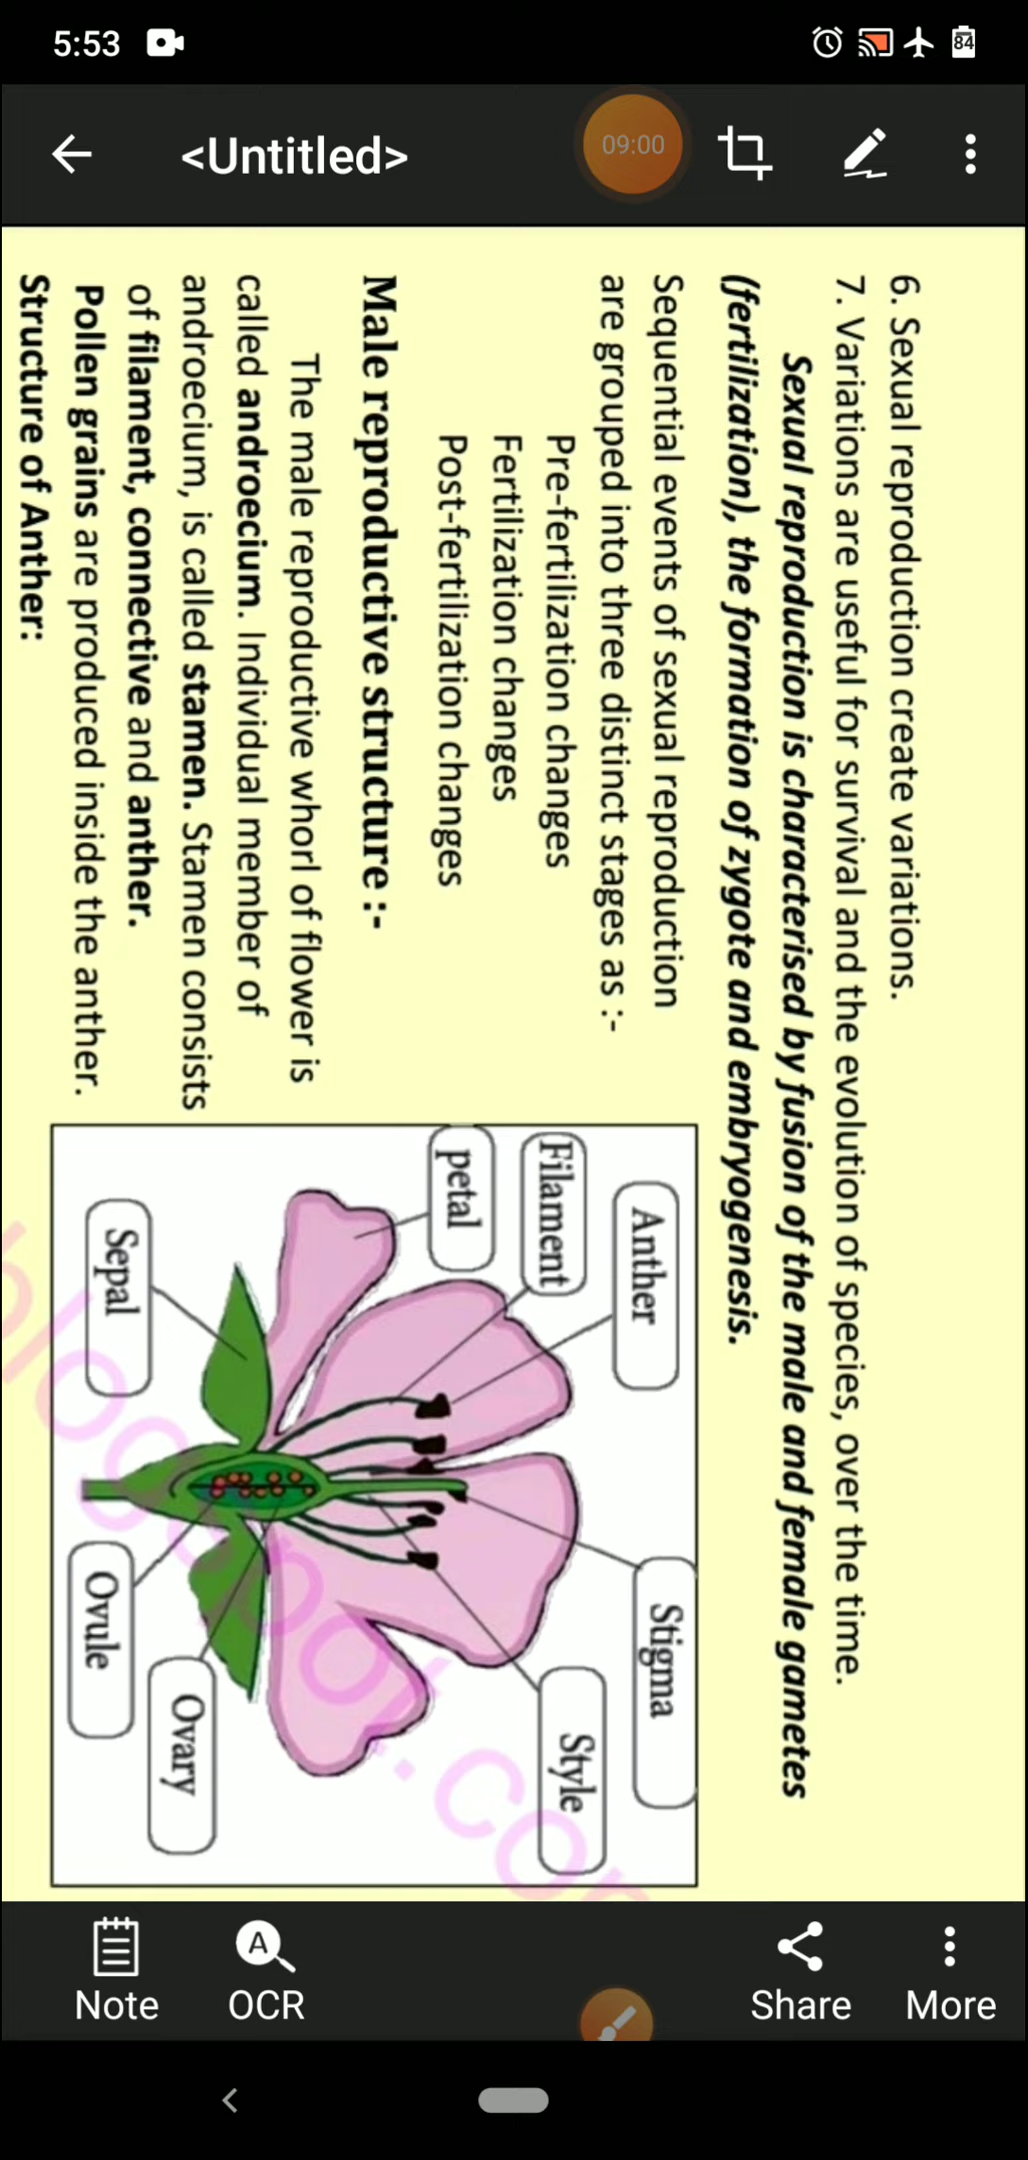 5:53
84
<Untitled>
09:00
6. Sexual reproduction create variations.
7. Variations are useful for survival and the evolution of species, over the time.
Sexual reproduction is characterised by fusion of the male and female gametes
(fertilization), the formation of zygote and embryogenesis.
Sequential events of sexual reproduction
are grouped into three distinct stages as :-
Pre-fertilization changes
Fertilization changes
Post-fertilization changes
Male reproductive structure :-
The male reproductive whorl of flower is
called androecium. Individual member of
androecium, is called stamen. Stamen consists
of filament, connective and anther.
Pollen grains are produced inside the anther.
Structure of Anther:
Anther
Filament
petal
Sepal
Stigma
Style
Ovary
Ovule
Note
A
OCR
Share
More